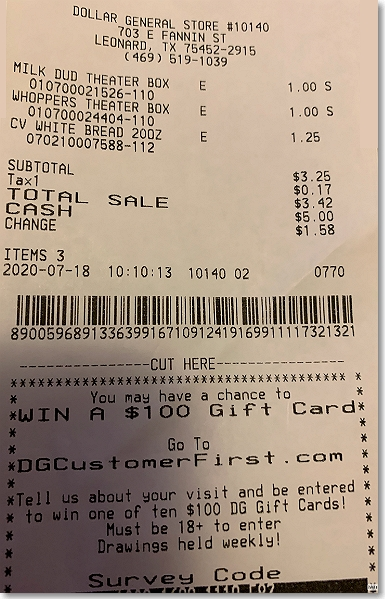 DOLLAR GENERAL STORE #10140
703 E FANNIN ST
LEONARD, TX 75452-2915
(469) 519-1039
MILK DUD THEATER BOX E 1.00 S
010700021526-110
WHOPPERS THEATER BOX E 1.00 S
010700024404-110
CV WHITE BREAD 20OZ E 1.25
070210007588-112
SUBTOTAL $3.25
Tax1 $0.17
TOTAL SALE $3.42
CASH $5.00
CHANGE $1.58
ITEMS 3
2020-07-18 10:10:13 10140 02 0770
89005968913363991671091241916991111732132​1
----------------CUT HERE----------------
****************************************
* You may have a chance to *
*WIN A $100 Gift Card*
* Go To *
*DGCustomerFirst.com *
*Tell us about your visit and be entered *
* to win one of ten $100 DG Gift Cards! *
* Must be 18+ to enter *
* Drawings held weekly! *
* Survey Code *